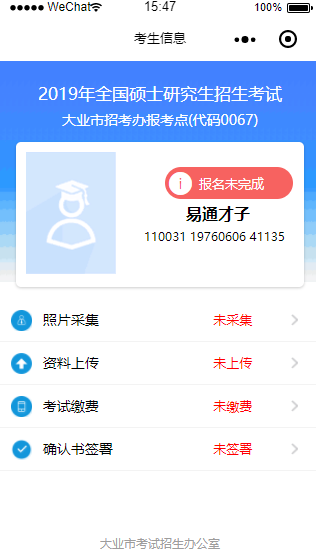 WeChat 15:47 100%
考生信息
2019年全国硕士研究生招生考试
大业市招考办报考点(代码0067)
报名未完成
易通才子
110031 19760606 41135
照片采集 未采集
资料上传 未上传
考试缴费 未缴费
确认书签署 未签署
大业市考试招生办公室